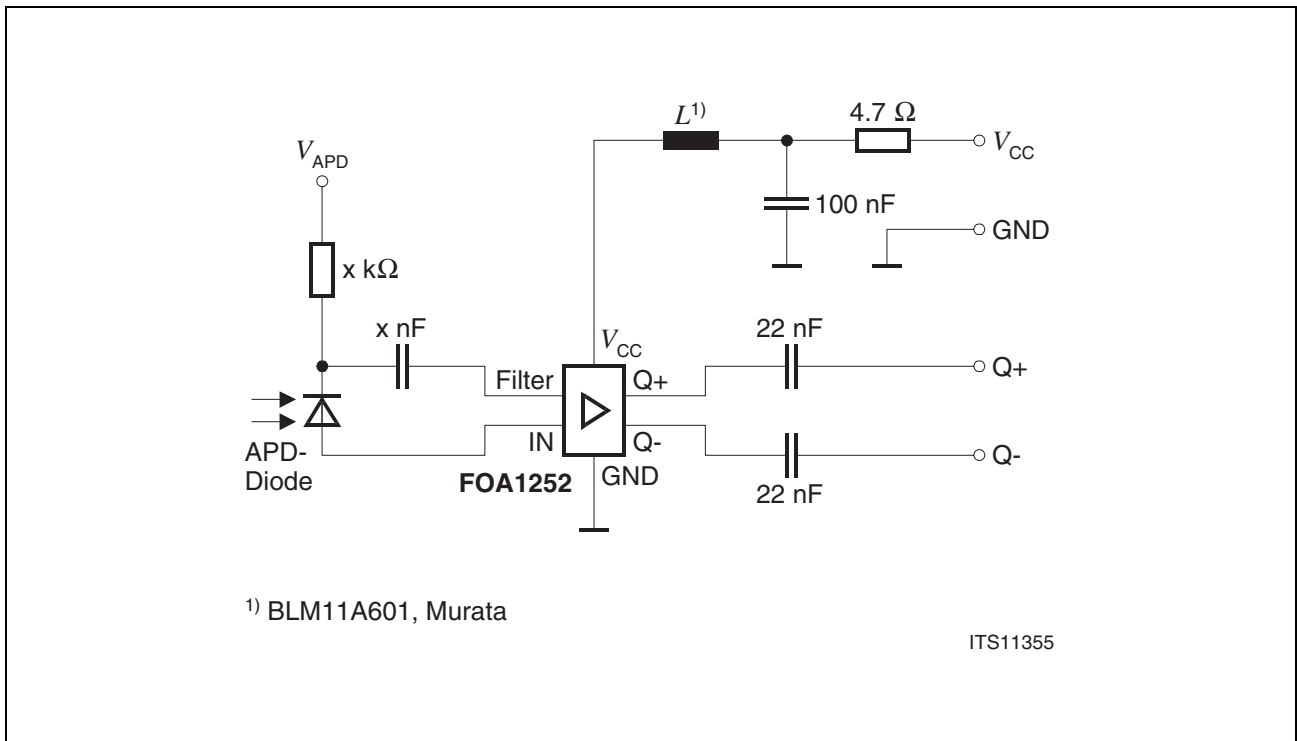 L1)
4.7 Ω
VCC
VAPD
100 nF
GND
x kΩ
x nF
VCC
22 nF
Filter
Q+
Q+
IN
Q-
Q-
APD-
Diode
FOA1252
GND
22 nF
1) BLM11A601, Murata
ITS11355